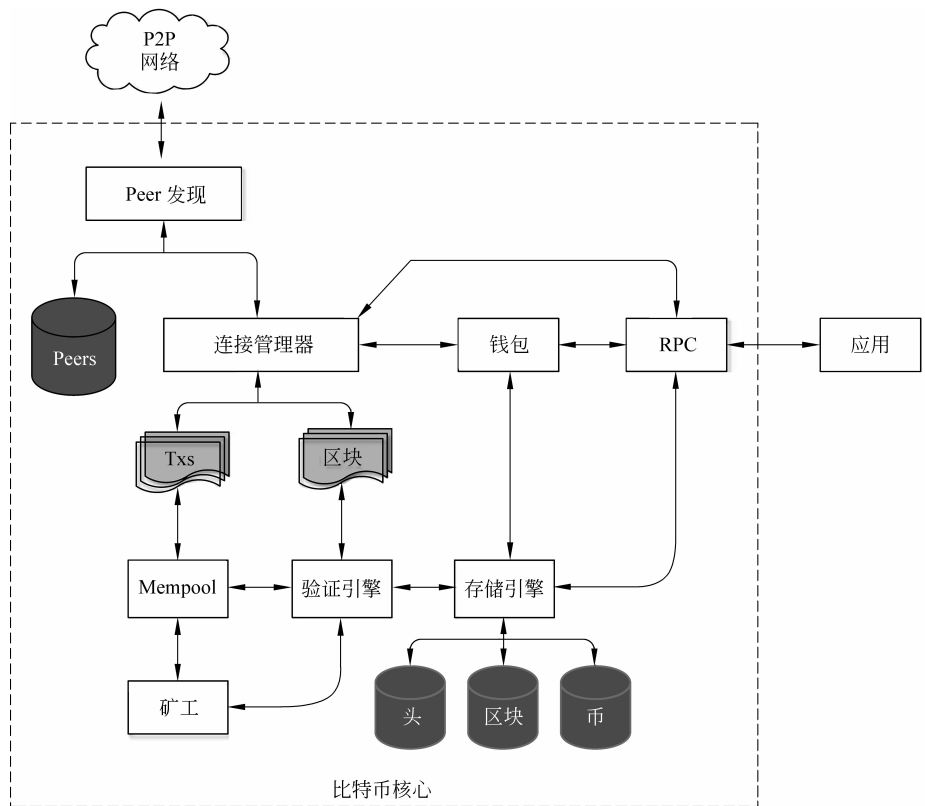 P2P
网络
Peer 发现
Peers
连接管理器
钱包
RPC
应用
Txs
区块
Mempool
验证引擎
存储引擎
矿工
头
区块
币
比特币核心